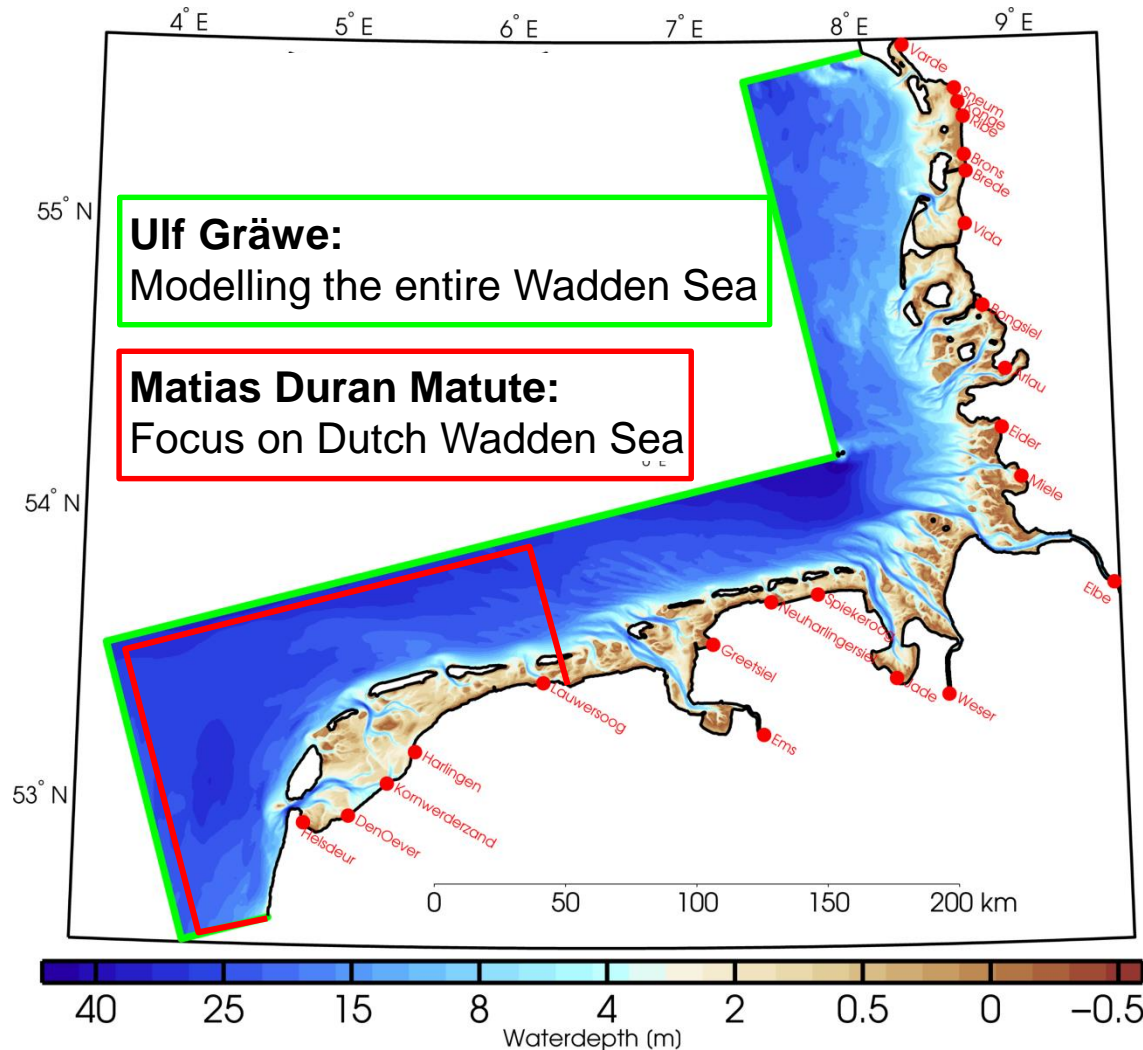 4° E 5° E 6° E 7° E 8° E 9° E
Varde
Sneum
Konge
Ribe
Brons
Brede
55° N
Vida
Ulf Gräwe:
Modelling the entire Wadden Sea
Bongsiel
Matias Duran Matute:
Focus on Dutch Wadden Sea
Arlau
Eider
Miele
54° N
Elbe
Spiekeroog
Neuharlingersiel
Greetsiel
Jade
Weser
Lauwersoog
Ems
Harlingen
53° N
Kornwerderzand
DenOever
Helsdeur
0 50 100 150 200 km
40 25 15 8 4 2 1 0.5 0 −0.5
Waterdepth (m)